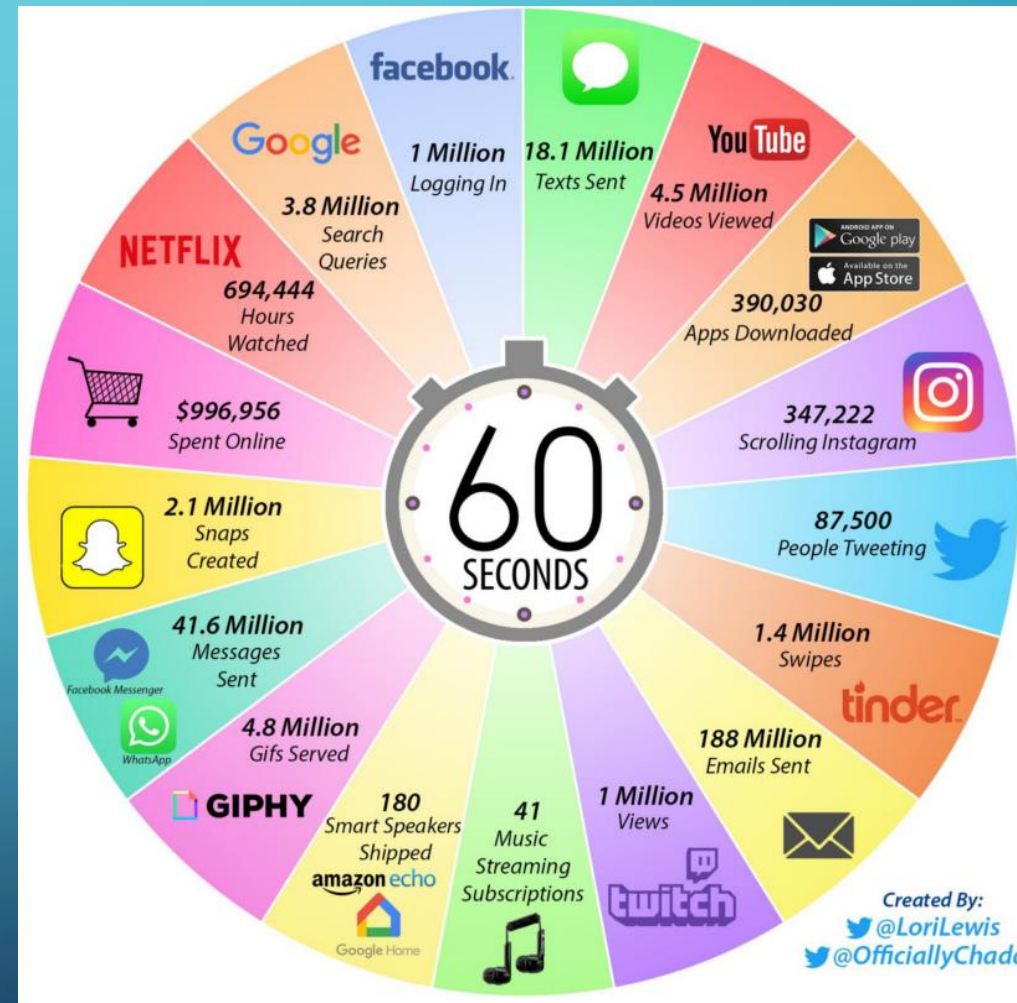 facebook
1 Million
Logging In
18.1 Million
Texts Sent
YouTube
4.5 Million
Videos Viewed
ANDROID APP ON
Google play
Available on the
App Store
390,030
Apps Downloaded
347,222
Scrolling Instagram
87,500
People Tweeting
1.4 Million
Swipes
tinder
188 Million
Emails Sent
1 Million
Views
twitch
41
Music
Streaming
Subscriptions
180
Smart Speakers
Shipped
amazon echo
Google Home
4.8 Million
Gifs Served
GIPHY
41.6 Million
Messages
Sent
Facebook Messenger
WhatsApp
2.1 Million
Snaps
Created
$996,956
Spent Online
NETFLIX
694,444
Hours
Watched
Google
3.8 Million
Search
Queries
60
SECONDS
Created By:
@LoriLewis
@OfficiallyChadd